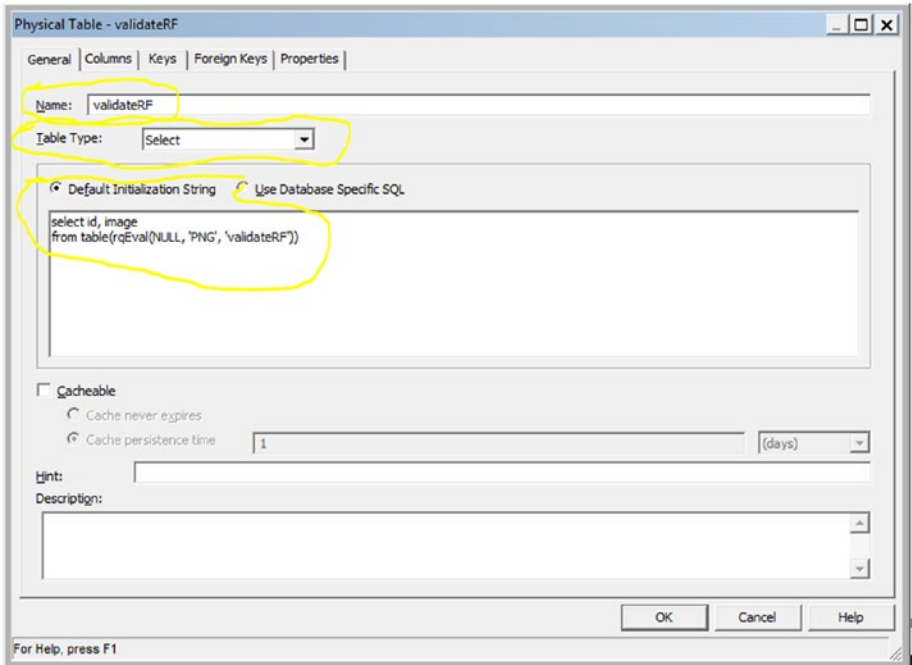 Physical Table - validateRF
General Columns Keys Foreign Keys Properties
Name: validateRF
Table Type: Select
Default Initialization String Use Database Specific SQL
select id, image
from table(rqEval(NULL, 'PNG', 'validateRF'))
Cacheable
Cache never expires
Cache persistence time 1 (days)
Hint:
Description:
OK Cancel Help
For Help, press F1